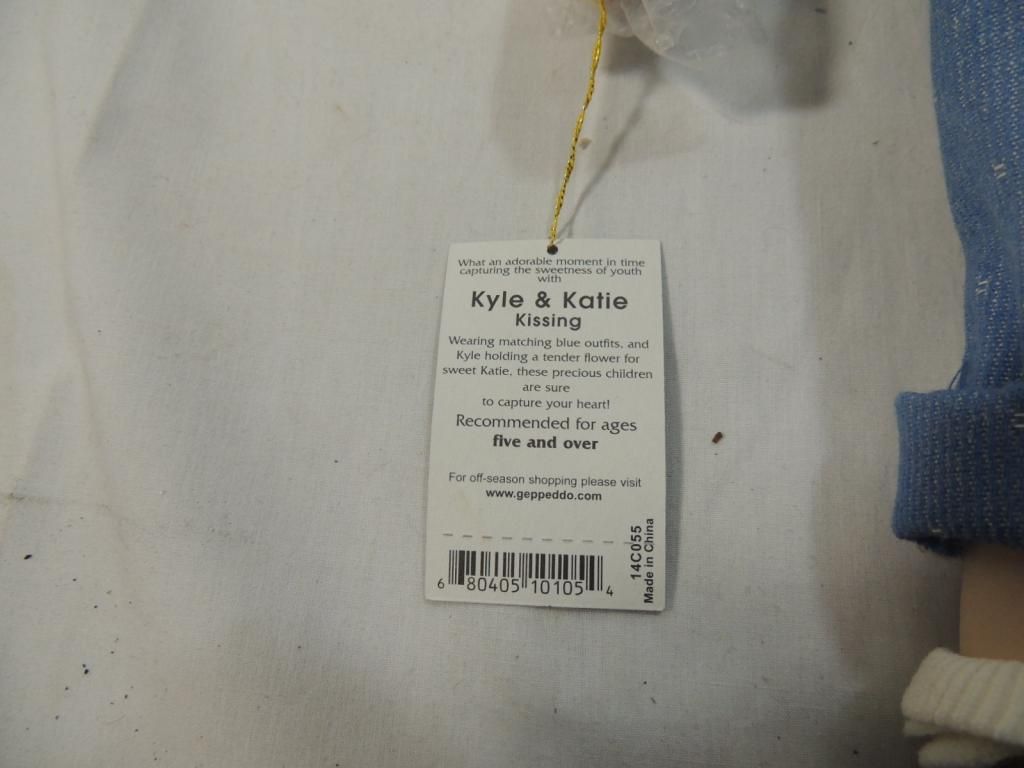 What an adorable moment in time
capturing the sweetness of youth
with
Kyle & Katie
Kissing
Wearing matching blue outfits, and
Kyle holding a tender flower for
sweet Katie, these precious children
are sure
to capture your heart!
Recommended for ages
five and over
For off-season shopping please visit
www.geppeddo.com
14C055
Made in China
6 80405 10105 4